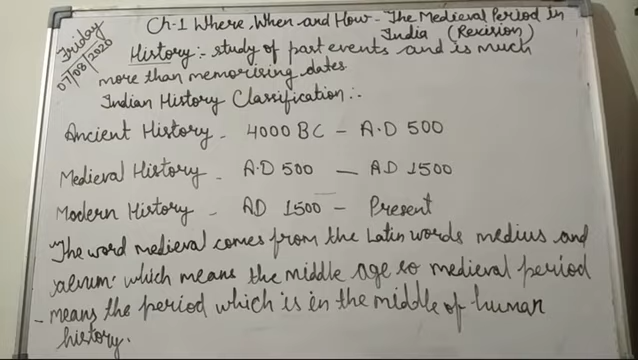 Friday
07/08/2020
Ch-1 Where, When and How - The Medieval Period in
India (Revision)
History:- study of past events and is much
more than memorising dates
Indian History Classification:-
Ancient History - 4000 BC - A.D 500
Medieval History - A.D 500 - AD 1500
Modern History - AD 1500 - Present
"The word medieval comes from the Latin words medius and
which means the middle age so medieval period
- means the period which is in the middle of human
history.